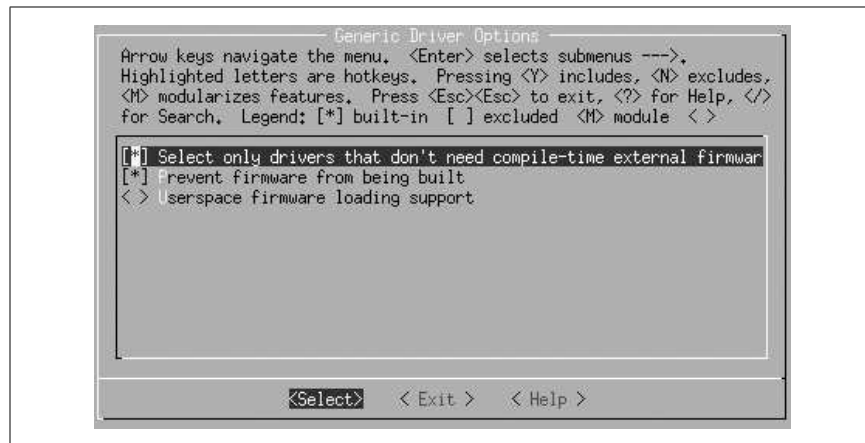 Generic Driver Options
Arrow keys navigate the menu. <Enter> selects submenus --->.
Highlighted letters are hotkeys. Pressing <Y> includes, <N> excludes,
<M> modularizes features. Press <Esc><Esc> to exit, <?> for Help, </>
for Search. Legend: [*] built-in [ ] excluded <M> module < >
[*] Select only drivers that don't need compile-time external firmwar
[*] Prevent firmware from being built
< > Userspace firmware loading support
<Select> < Exit > < Help >